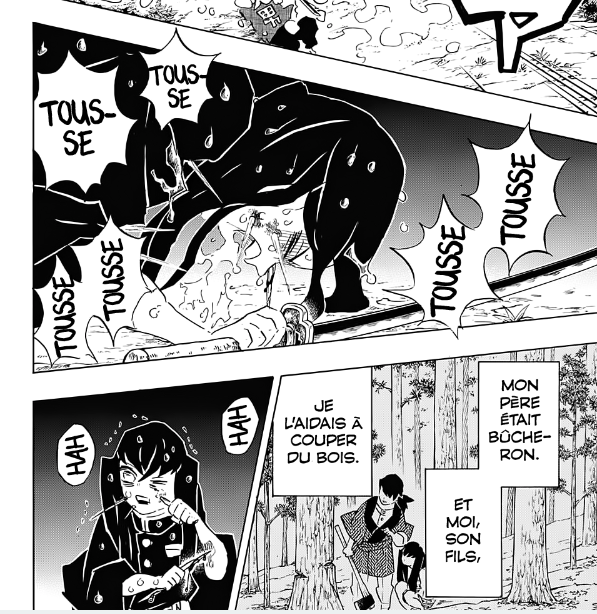 TOUSSE
TOUSSE
TOUS-
SE
TOUS-
SE
TOUSSE
TOUSSE
MON
PÈRE
ÉTAIT
BÛCHE-
RON.
ET
MOI,
SON
FILS,
JE
L'AIDAIS À
COUPER
DU BOIS.
HAH
HAH